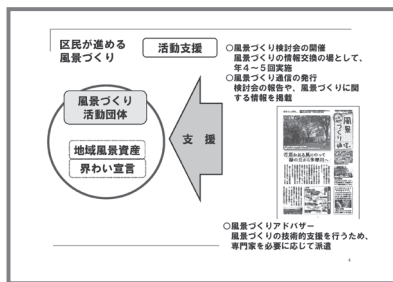 区民が進める
風景づくり
活動支援
風景づくり
活動団体
地域風景資産
界わい宣言
支 援
○風景づくり検討会の開催
風景づくりの情報交換の場として、
年4～5回実施
○風景づくり通信の発行
検討会の報告や、風景づくりに関
する情報を掲載
○風景づくりアドバザー
風景づくりの技術的支援を行うため、
専門家を必要に応じて派遣
4